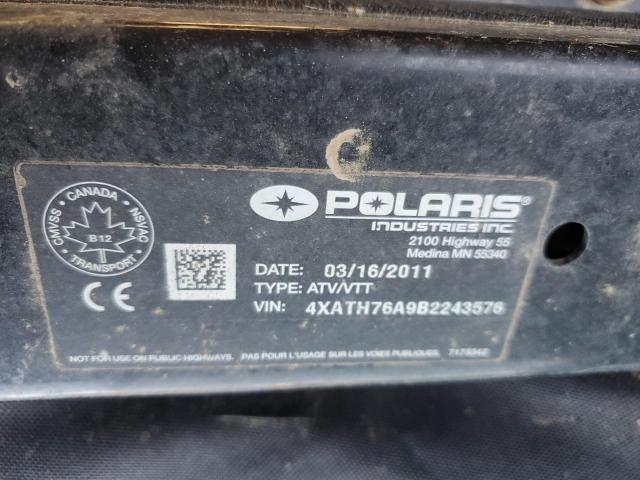 CANADA
CMVSS
NSVAC
B12
TRANSPORT
CE
POLARIS®
INDUSTRIES INC.
2100 Highway 55
Medina MN 55340
DATE: 03/16/2011
TYPE: ATV/VTT
VIN: 4XATH76A9B2243576
NOT FOR USE ON PUBLIC HIGHWAYS. PAS POUR L'USAGE SUR LES VOIES PUBLIQUES.